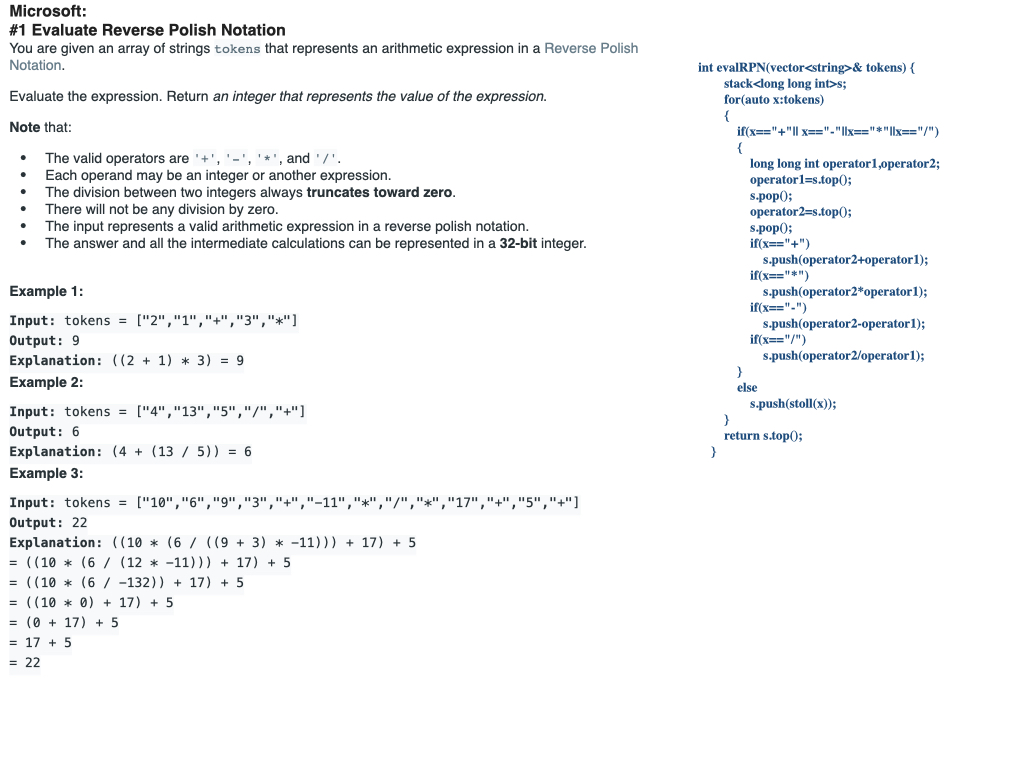 Microsoft:
#1 Evaluate Reverse Polish Notation
You are given an array of strings tokens that represents an arithmetic expression in a Reverse Polish
Notation.
Evaluate the expression. Return an integer that represents the value of the expression.
Note that:
• The valid operators are '+', '-', '*', and '/'.
• Each operand may be an integer or another expression.
• The division between two integers always truncates toward zero.
• There will not be any division by zero.
• The input represents a valid arithmetic expression in a reverse polish notation.
• The answer and all the intermediate calculations can be represented in a 32-bit integer.
Example 1:
Input: tokens = ["2","1","+","3","*"]
Output: 9
Explanation: ((2 + 1) * 3) = 9
Example 2:
Input: tokens = ["4","13","5","/","+"]
Output: 6
Explanation: (4 + (13 / 5)) = 6
Example 3:
Input: tokens = ["10","6","9","3","+","-11","*","/","*","17","+","5","+"]
Output: 22
Explanation: ((10 * (6 / ((9 + 3) * -11))) + 17) + 5
= ((10 * (6 / (12 * -11))) + 17) + 5
= ((10 * (6 / -132)) + 17) + 5
= ((10 * 0) + 17) + 5
= (0 + 17) + 5
= 17 + 5
= 22
int evalRPN(vector<string>& tokens) {
stack<long long int>s;
for(auto x:tokens)
{
if(x=="+"|| x=="-"||x=="*"||x=="/")
{
long long int operator1,operator2;
operator1=s.top();
s.pop();
operator2=s.top();
s.pop();
if(x=="+")
s.push(operator2+operator1);
if(x=="*")
s.push(operator2*operator1);
if(x=="-")
s.push(operator2-operator1);
if(x=="/")
s.push(operator2/operator1);
}
else
s.push(stoll(x));
}
return s.top();
}